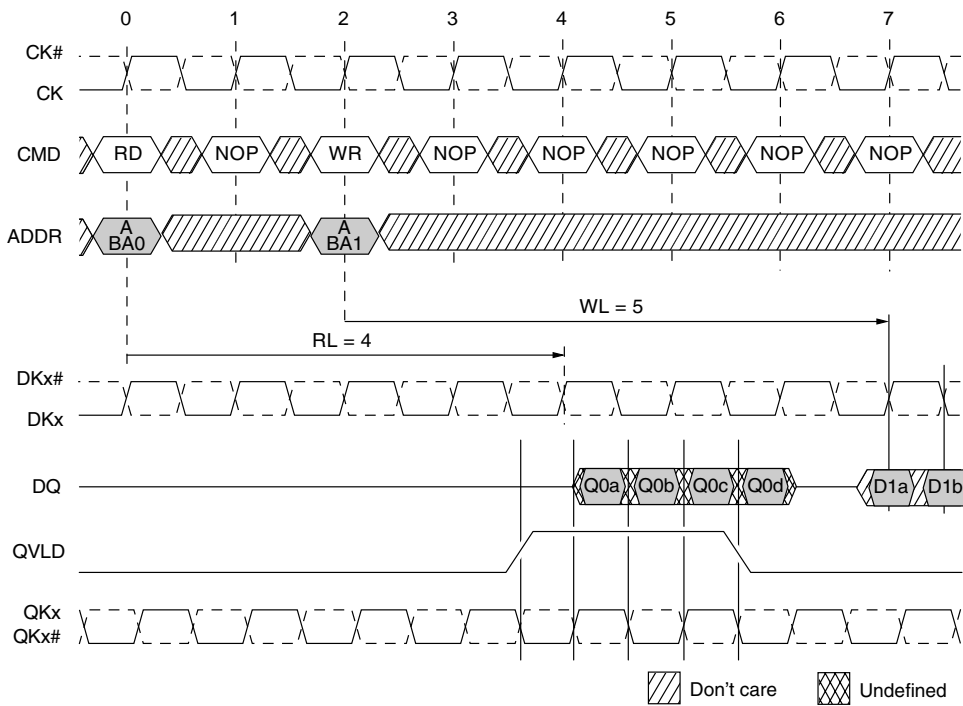 0 1 2 3 4 5 6 7
CK#
CK
CMD RD NOP WR NOP NOP NOP NOP NOP
ADDR A BA0 A BA1
WL = 5
RL = 4
DKx#
DKx
DQ Q0a Q0b Q0c Q0d D1a D1b
QVLD
QKx
QKx#
Don't care Undefined